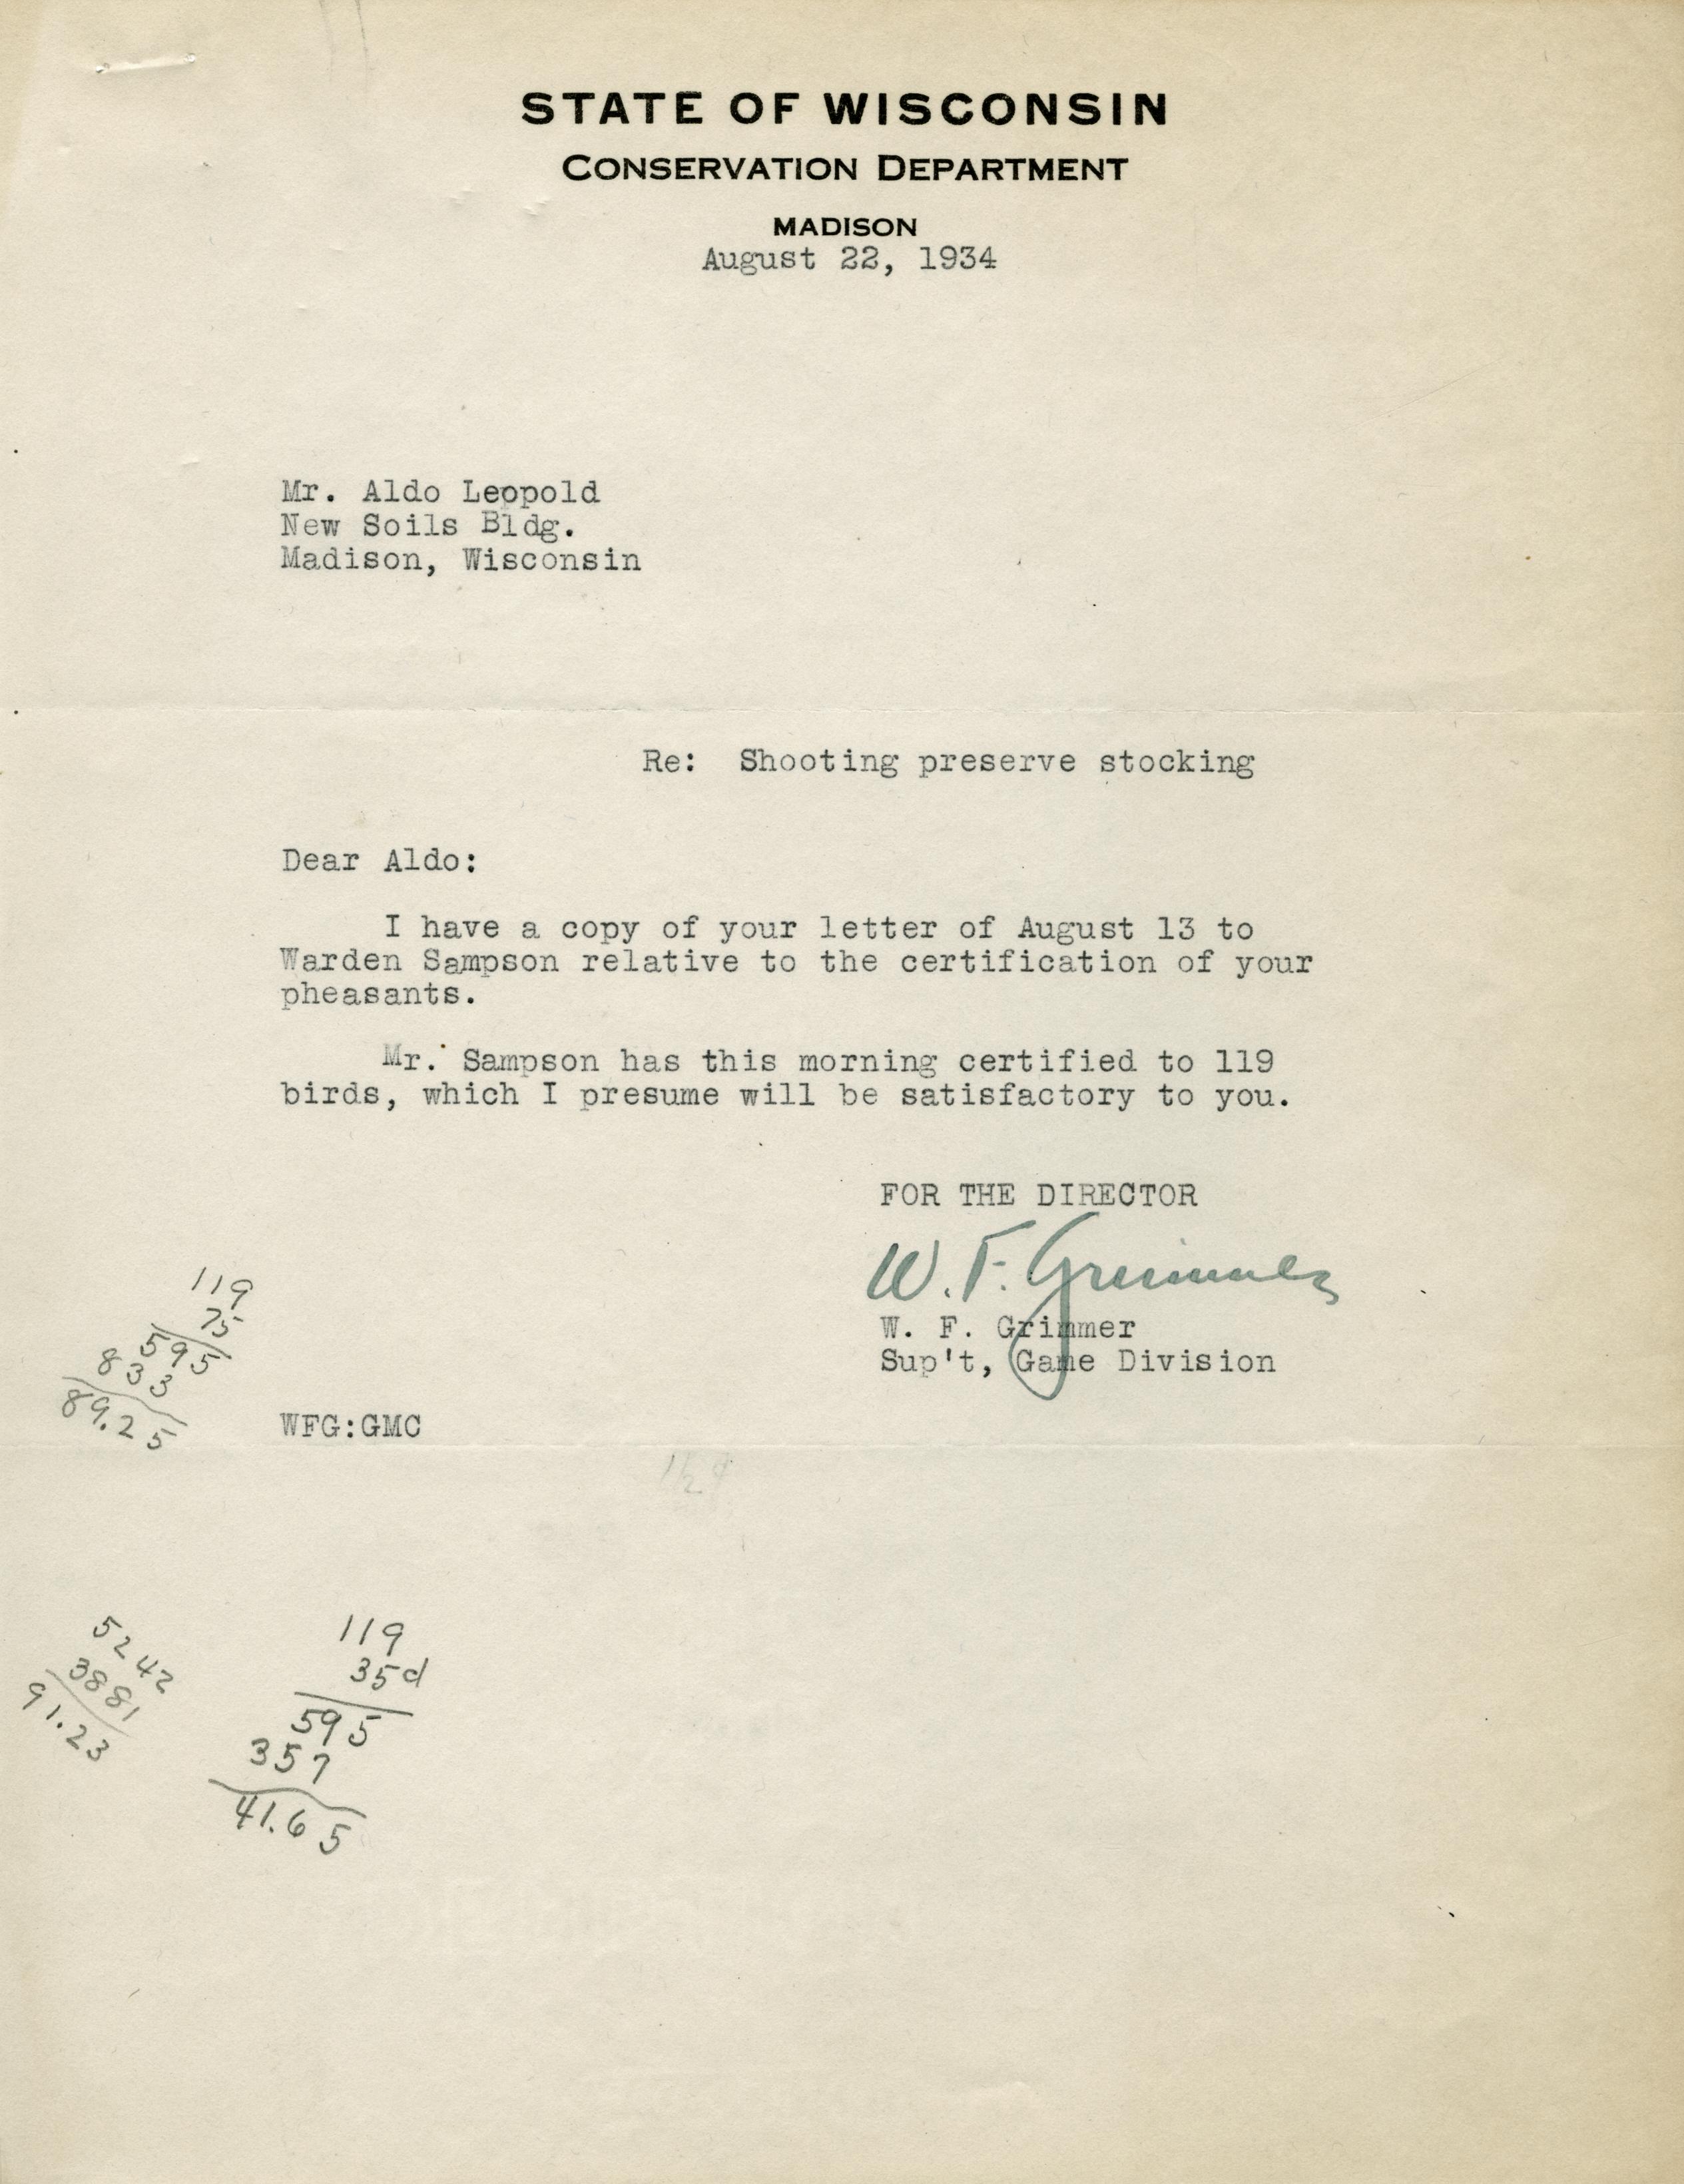 STATE OF WISCONSIN
CONSERVATION DEPARTMENT
MADISON
August 22, 1934
Mr. Aldo Leopold
New Soils Bldg.
Madison, Wisconsin
Re: Shooting preserve stocking
Dear Aldo:
I have a copy of your letter of August 13 to
Warden Sampson relative to the certification of your
pheasants.
Mr. Sampson has this morning certified to 119
birds, which I presume will be satisfactory to you.
FOR THE DIRECTOR
W. F. Grimmer
W. F. Grimmer
Sup't, Game Division
WFG:GMC
119
75
595
833
89.25
5242
3881
91.23
119
35d
595
357
41.65